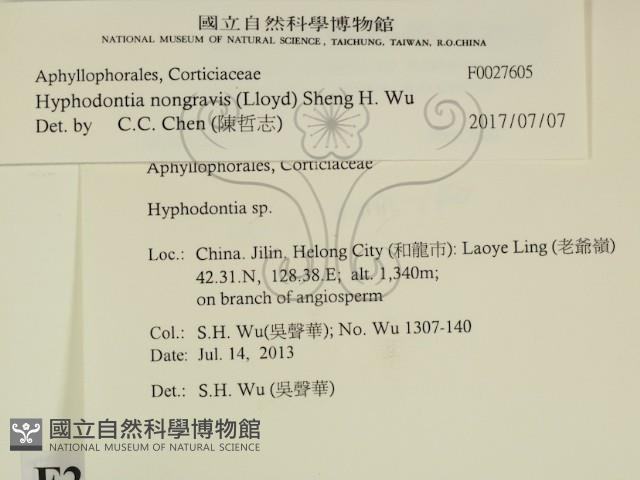 國立自然科學博物館
NATIONAL MUSEUM OF NATURAL SCIENCE, TAICHUNG, TAIWAN, R.O.CHINA
Aphyllophorales, Corticiaceae F0027605
Hyphodontia nongravis (Lloyd) Sheng H. Wu
Det. by C.C. Chen (陳哲志) 2017/07/07
Aphyllophorales, Corticiaceae
Hyphodontia sp.
Loc.: China. Jilin, Helong City (和龍市): Laoye Ling (老爺嶺)
42.31.N, 128.38.E; alt. 1,340m;
on branch of angiosperm
Col.: S.H. Wu(吳聲華); No. Wu 1307-140
Date: Jul. 14, 2013
Det.: S.H. Wu (吳聲華)
國立自然科學博物館
NATIONAL MUSEUM OF NATURAL SCIENCE